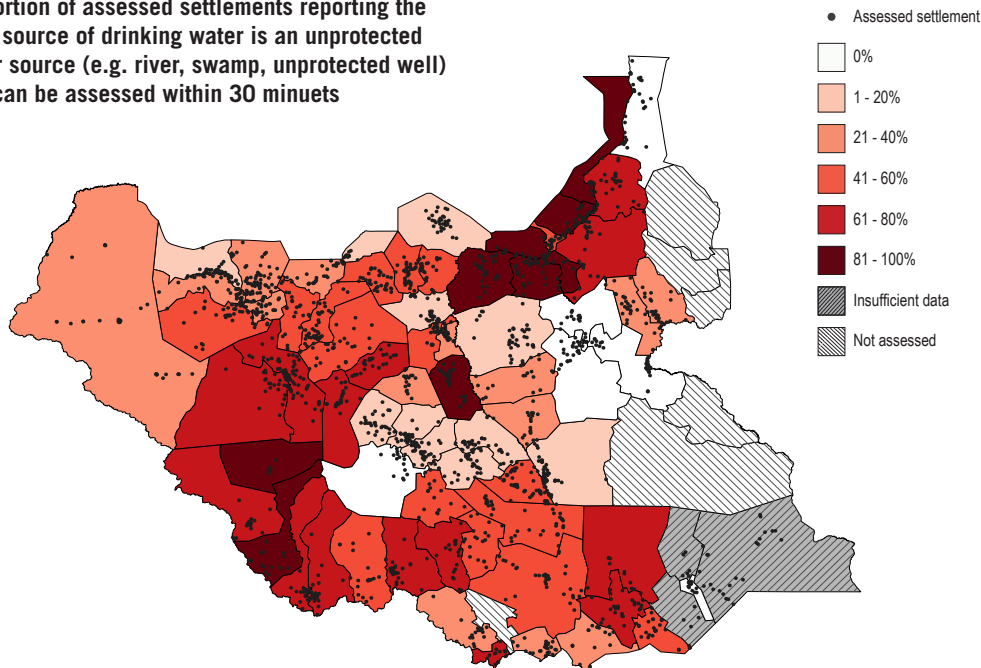 ortion of assessed settlements reporting the
source of drinking water is an unprotected
source (e.g. river, swamp, unprotected well)
can be assessed within 30 minuets
Assessed settlement
0%
1 - 20%
21 - 40%
41 - 60%
61 - 80%
81 - 100%
Insufficient data
Not assessed